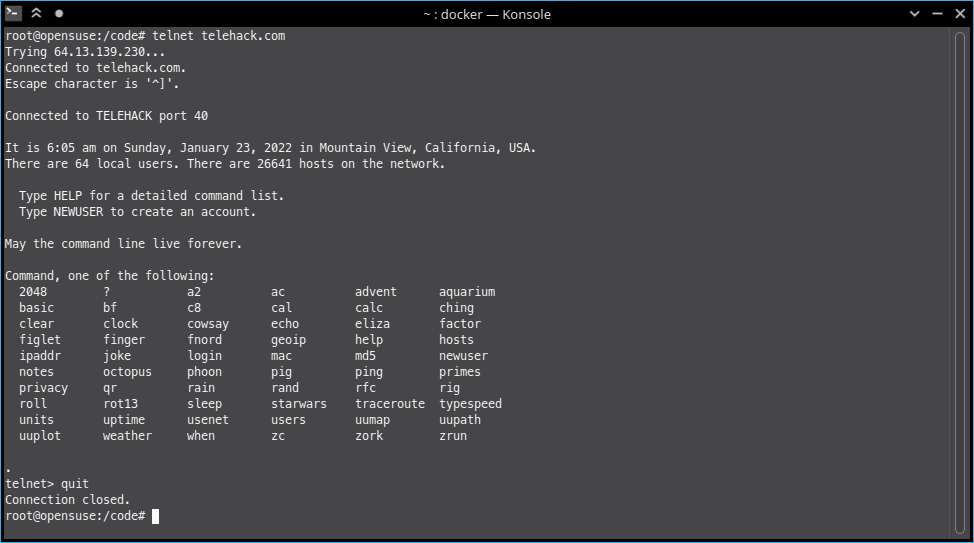 ~ : docker — Konsole
root@opensuse:/code# telnet telehack.com
Trying 64.13.139.230...
Connected to telehack.com.
Escape character is '^]'.

Connected to TELEHACK port 40

It is 6:05 am on Sunday, January 23, 2022 in Mountain View, California, USA.
There are 64 local users. There are 26641 hosts on the network.

  Type HELP for a detailed command list.
  Type NEWUSER to create an account.

May the command line live forever.

Command, one of the following:
  2048        ?           a2          ac          advent      aquarium
  basic       bf          c8          cal         calc        ching
  clear       clock       cowsay      echo        eliza       factor
  figlet      finger      fnord       geoip       help        hosts
  ipaddr      joke        login       mac         md5         newuser
  notes       octopus     phoon       pig         ping        primes
  privacy     qr          rain        rand        rfc         rig
  roll        rot13       sleep       starwars    traceroute  typespeed
  units       uptime      usenet      users       uumap       uupath
  uuplot      weather     when        zc          zork        zrun

.
telnet> quit
Connection closed.
root@opensuse:/code#